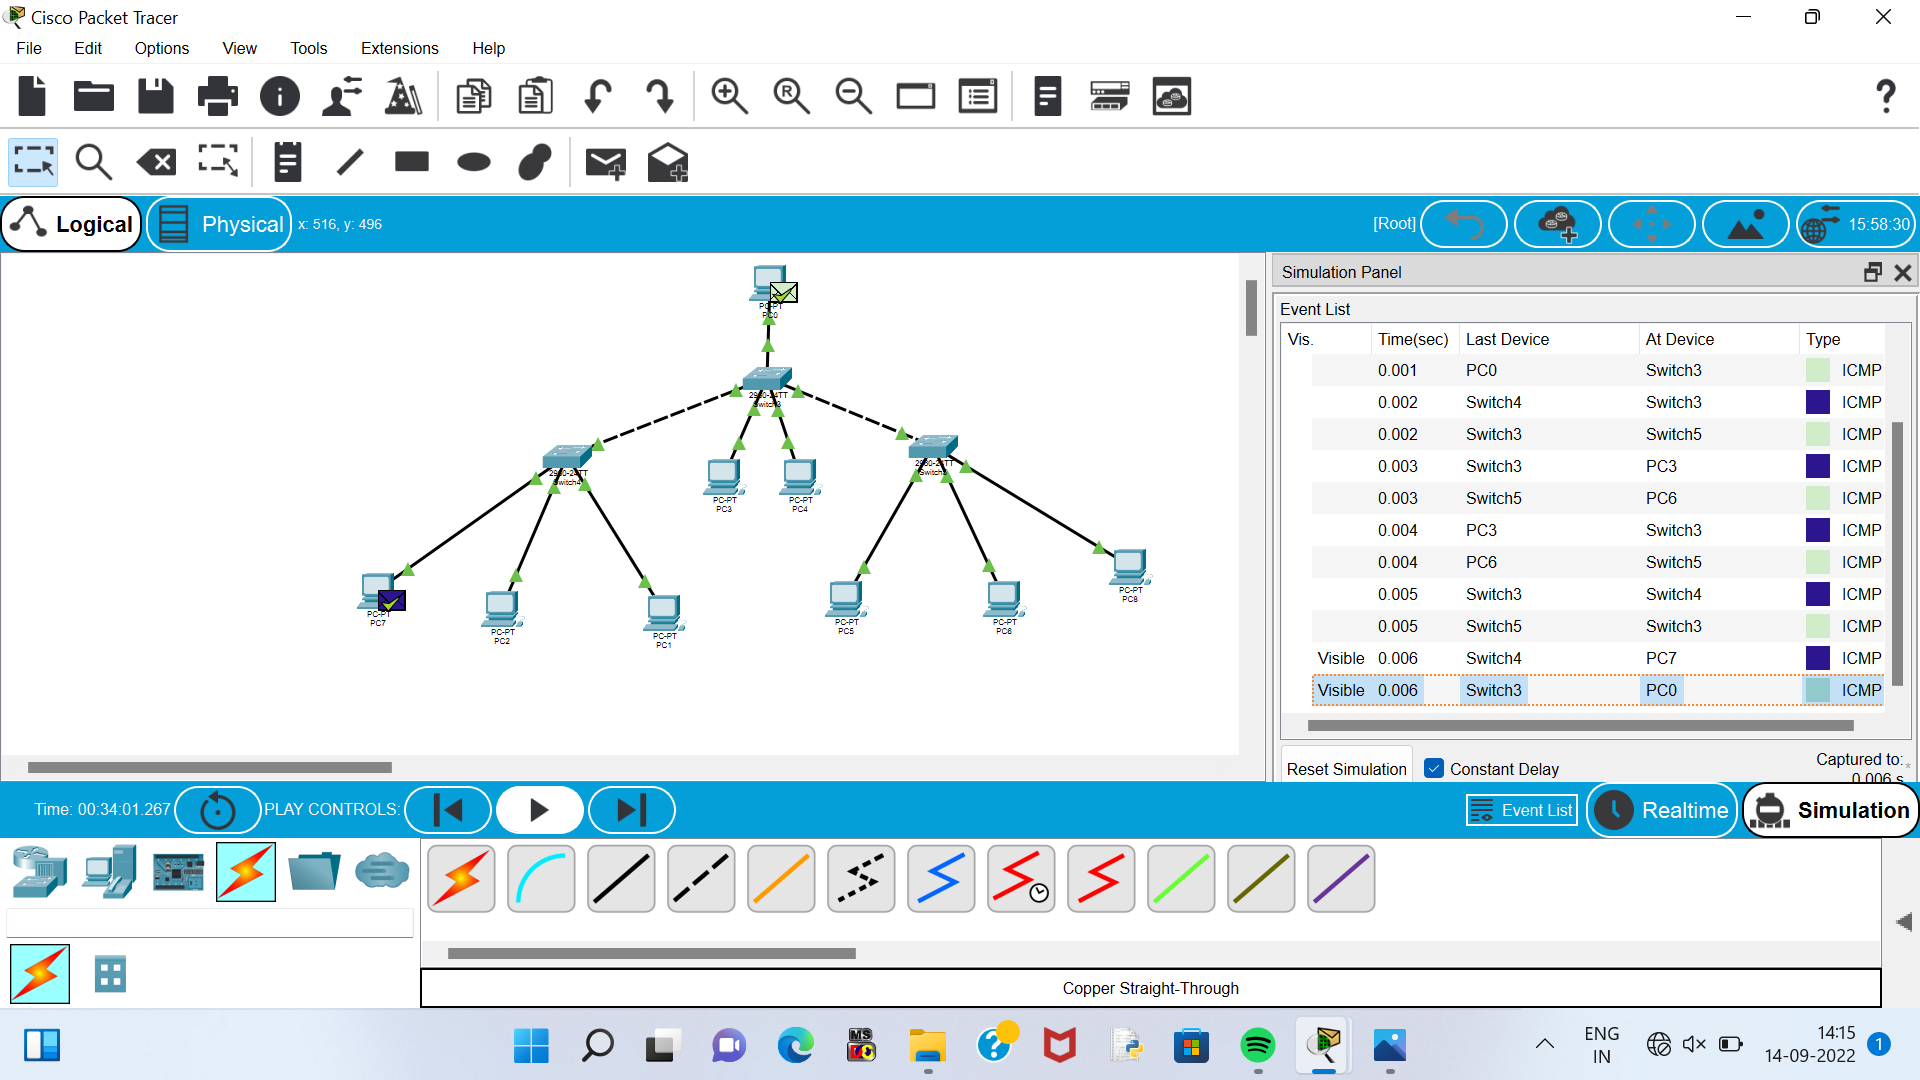 Cisco Packet Tracer
File Edit Options View Tools Extensions Help
Logical Physical x: 516, y: 496 [Root] 15:58:30
PC-PT
PC0
2960-24TT
Switch3
2960-24TT
Switch4
2960-24TT
PC-PT
PC3
PC-PT
PC4
PC-PT
PC7
PC-PT
PC2
PC-PT
PC1
PC-PT
PC5
PC-PT
PC6
PC-PT
PC8
Simulation Panel
Event List
Vis. Time(sec) Last Device At Device Type
0.001 PC0 Switch3 ICMP
0.002 Switch4 Switch3 ICMP
0.002 Switch3 Switch5 ICMP
0.003 Switch3 PC3 ICMP
0.003 Switch5 PC6 ICMP
0.004 PC3 Switch3 ICMP
0.004 PC6 Switch5 ICMP
0.005 Switch3 Switch4 ICMP
0.005 Switch5 Switch3 ICMP
Visible 0.006 Switch4 PC7 ICMP
Visible 0.006 Switch3 PC0 ICMP
Reset Simulation Constant Delay Captured to:
0.006 s
Time: 00:34:01.267 PLAY CONTROLS: Event List Realtime Simulation
Copper Straight-Through
ENG
IN
14:15
14-09-2022
1